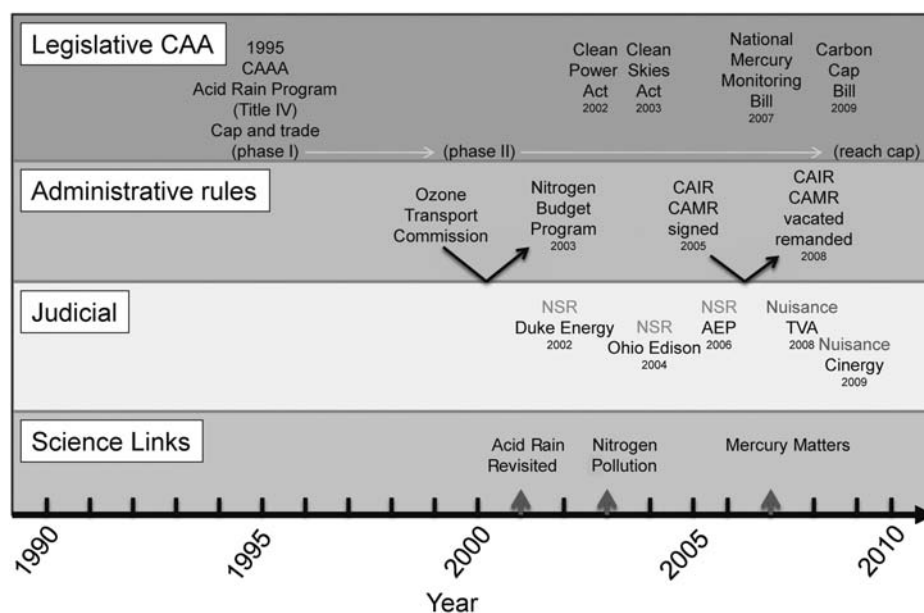 Legislative CAA
1995
CAAA
Acid Rain Program
(Title IV)
Cap and trade
(phase I)
(phase II)
(reach cap)
Clean
Power
Act
2002
Clean
Skies
Act
2003
National
Mercury
Monitoring
Bill
2007
Carbon
Cap
Bill
2009
Administrative rules
Ozone
Transport
Commission
Nitrogen
Budget
Program
2003
CAIR
CAMR
signed
2005
CAIR
CAMR
vacated
remanded
2008
Judicial
NSR
Duke Energy
2002
NSR
Ohio Edison
2004
NSR
AEP
2006
Nuisance
TVA
2008
Nuisance
Cinergy
2009
Science Links
Acid Rain
Revisited
Nitrogen
Pollution
Mercury Matters
1990
1995
2000
2005
2010
Year